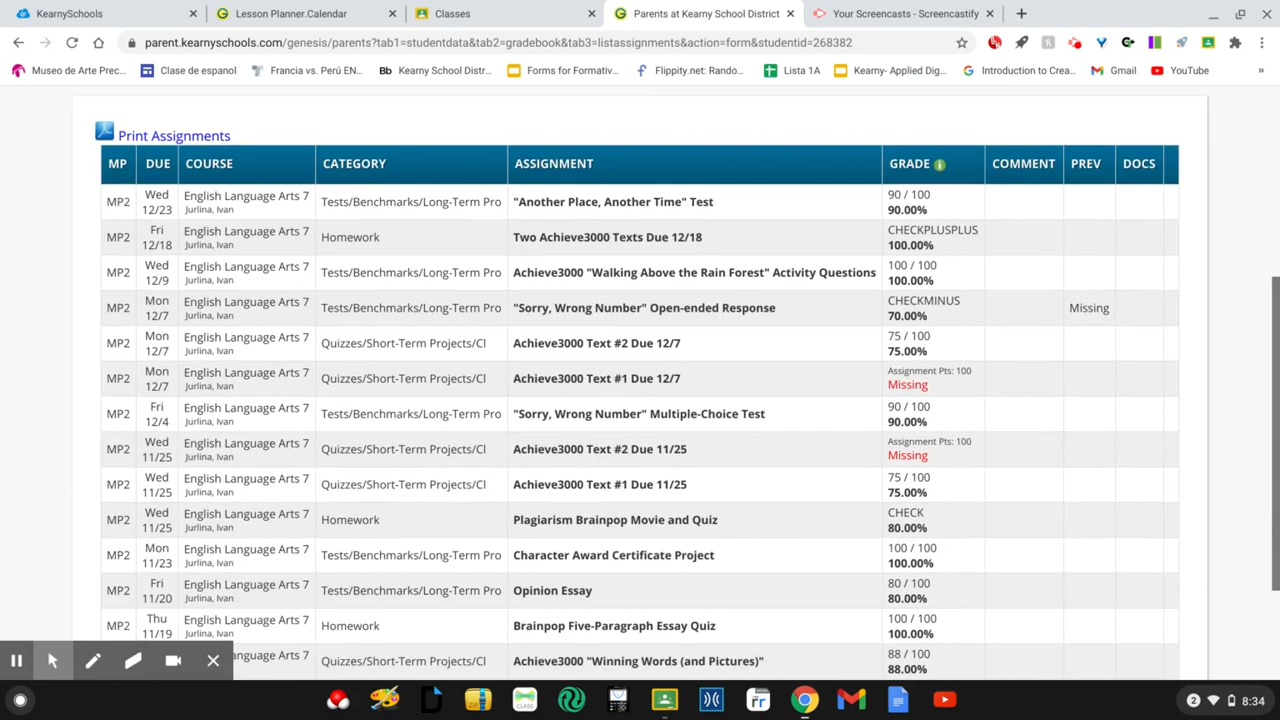 KearnySchools
Lesson Planner.Calendar
Classes
Parents at Kearny School District
Your Screencasts - Screencastify
parent.kearnyschools.com/genesis/parents?tab1=studentdata&tab2=gradebook&tab3=listassignments&action=form&studentid=268382
Museo de Arte Prec... Clase de espanol Francia vs. Perú EN... Bb Kearny School Distr... Forms for Formativ... Flippity.net: Rando... Lista 1A Kearny- Applied Dig... Introduction to Crea... Gmail YouTube »
Print Assignments
MP DUE COURSE CATEGORY ASSIGNMENT GRADE COMMENT PREV DOCS
MP2 Wed 12/23 English Language Arts 7 Jurlina, Ivan Tests/Benchmarks/Long-Term Pro "Another Place, Another Time" Test 90 / 100 90.00%
MP2 Fri 12/18 English Language Arts 7 Jurlina, Ivan Homework Two Achieve3000 Texts Due 12/18 CHECKPLUSPLUS 100.00%
MP2 Wed 12/9 English Language Arts 7 Jurlina, Ivan Tests/Benchmarks/Long-Term Pro Achieve3000 "Walking Above the Rain Forest" Activity Questions 100 / 100 100.00%
MP2 Mon 12/7 English Language Arts 7 Jurlina, Ivan Tests/Benchmarks/Long-Term Pro "Sorry, Wrong Number" Open-ended Response CHECKMINUS 70.00% Missing
MP2 Mon 12/7 English Language Arts 7 Jurlina, Ivan Quizzes/Short-Term Projects/Cl Achieve3000 Text #2 Due 12/7 75 / 100 75.00%
MP2 Mon 12/7 English Language Arts 7 Jurlina, Ivan Quizzes/Short-Term Projects/Cl Achieve3000 Text #1 Due 12/7 Assignment Pts: 100 Missing
MP2 Fri 12/4 English Language Arts 7 Jurlina, Ivan Tests/Benchmarks/Long-Term Pro "Sorry, Wrong Number" Multiple-Choice Test 90 / 100 90.00%
MP2 Wed 11/25 English Language Arts 7 Jurlina, Ivan Quizzes/Short-Term Projects/Cl Achieve3000 Text #2 Due 11/25 Assignment Pts: 100 Missing
MP2 Wed 11/25 English Language Arts 7 Jurlina, Ivan Quizzes/Short-Term Projects/Cl Achieve3000 Text #1 Due 11/25 75 / 100 75.00%
MP2 Wed 11/25 English Language Arts 7 Jurlina, Ivan Homework Plagiarism Brainpop Movie and Quiz CHECK 80.00%
MP2 Mon 11/23 English Language Arts 7 Jurlina, Ivan Tests/Benchmarks/Long-Term Pro Character Award Certificate Project 100 / 100 100.00%
MP2 Fri 11/20 English Language Arts 7 Jurlina, Ivan Tests/Benchmarks/Long-Term Pro Opinion Essay 80 / 100 80.00%
MP2 Thu 11/19 English Language Arts 7 Jurlina, Ivan Homework Brainpop Five-Paragraph Essay Quiz 100 / 100 100.00%
guage Arts 7 Quizzes/Short-Term Projects/Cl Achieve3000 "Winning Words (and Pictures)" 88 / 100 88.00%
CLASS
2 8:34